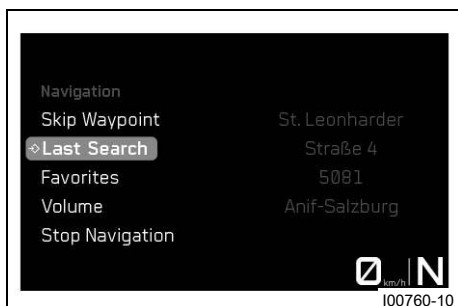 Navigation
Skip Waypoint St. Leonharder
Last Search Straße 4
Favorites 5081
Volume Anif-Salzburg
Stop Navigation
0 km/h N
I00760-10